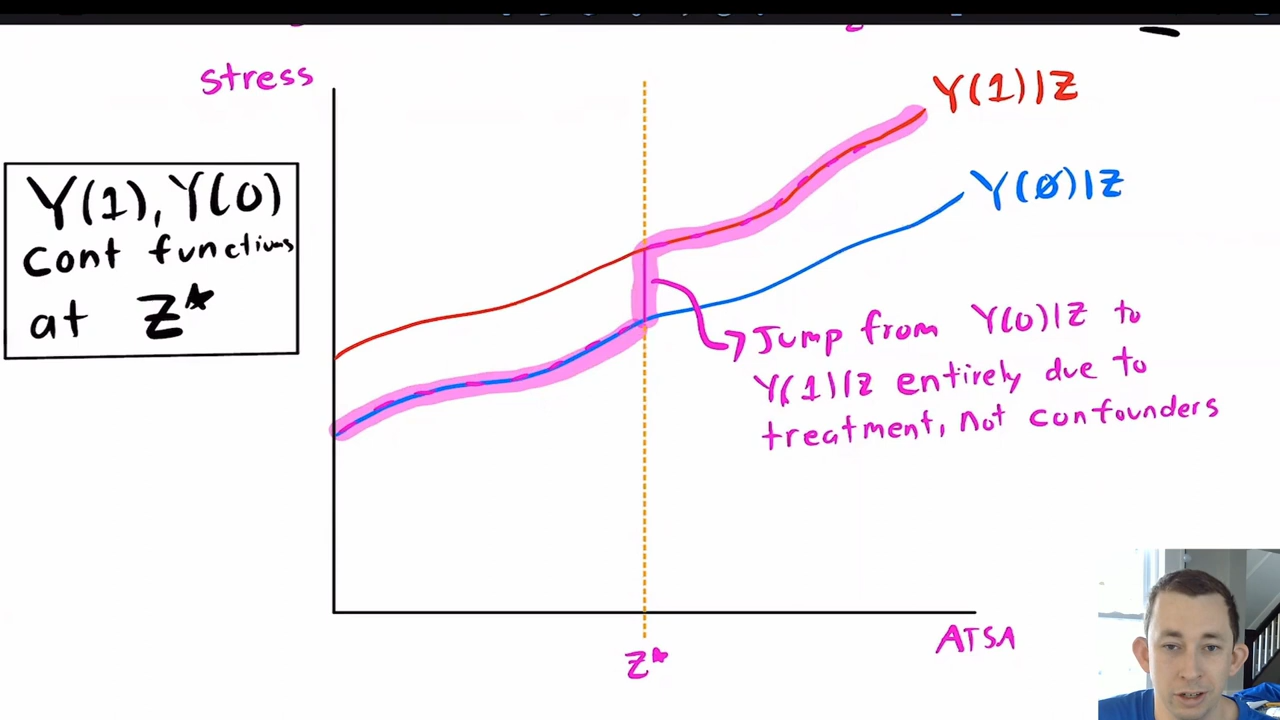 Stress
Y(1)|Z
Y(0)|Z
Y(1), Y(0)
cont functions
at Z*
Jump from Y(0)|Z to
Y(1)|Z entirely due to
treatment, not confounders
ATSA
Z*